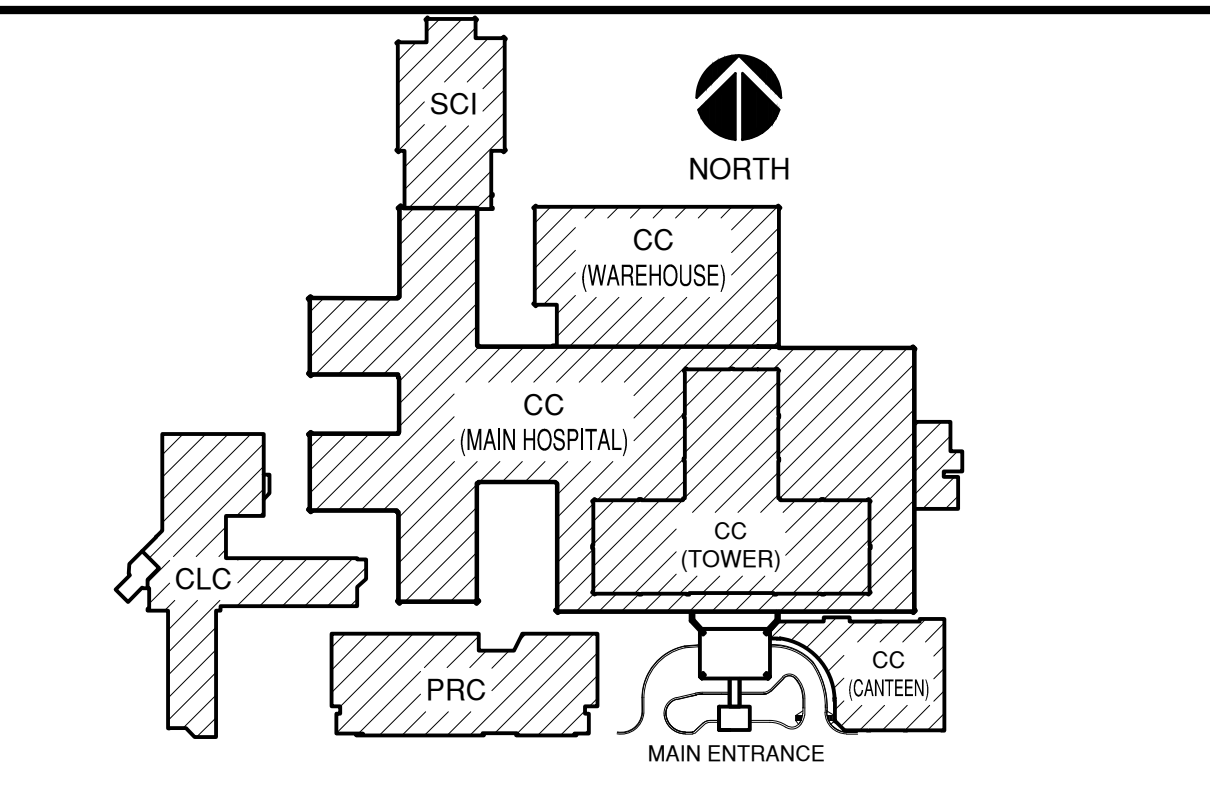 SCI
NORTH
CC
(WAREHOUSE)
CC
(MAIN HOSPITAL)
CC
(TOWER)
CLC
CC
(CANTEEN)
PRC
MAIN ENTRANCE